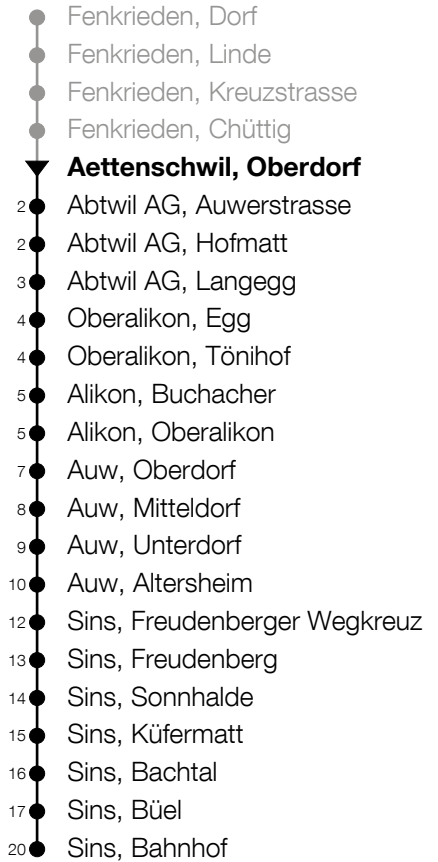 Fenkrieden, Dorf
Fenkrieden, Linde
Fenkrieden, Kreuzstrasse
Fenkrieden, Chüttig
Aettenschwil, Oberdorf
2 Abtwil AG, Auwerstrasse
2 Abtwil AG, Hofmatt
3 Abtwil AG, Langegg
4 Oberalikon, Egg
4 Oberalikon, Tönihof
5 Alikon, Buchacher
5 Alikon, Oberalikon
7 Auw, Oberdorf
8 Auw, Mitteldorf
9 Auw, Unterdorf
10 Auw, Altersheim
12 Sins, Freudenberger Wegkreuz
13 Sins, Freudenberg
14 Sins, Sonnhalde
15 Sins, Küfermatt
16 Sins, Bachtal
17 Sins, Büel
20 Sins, Bahnhof